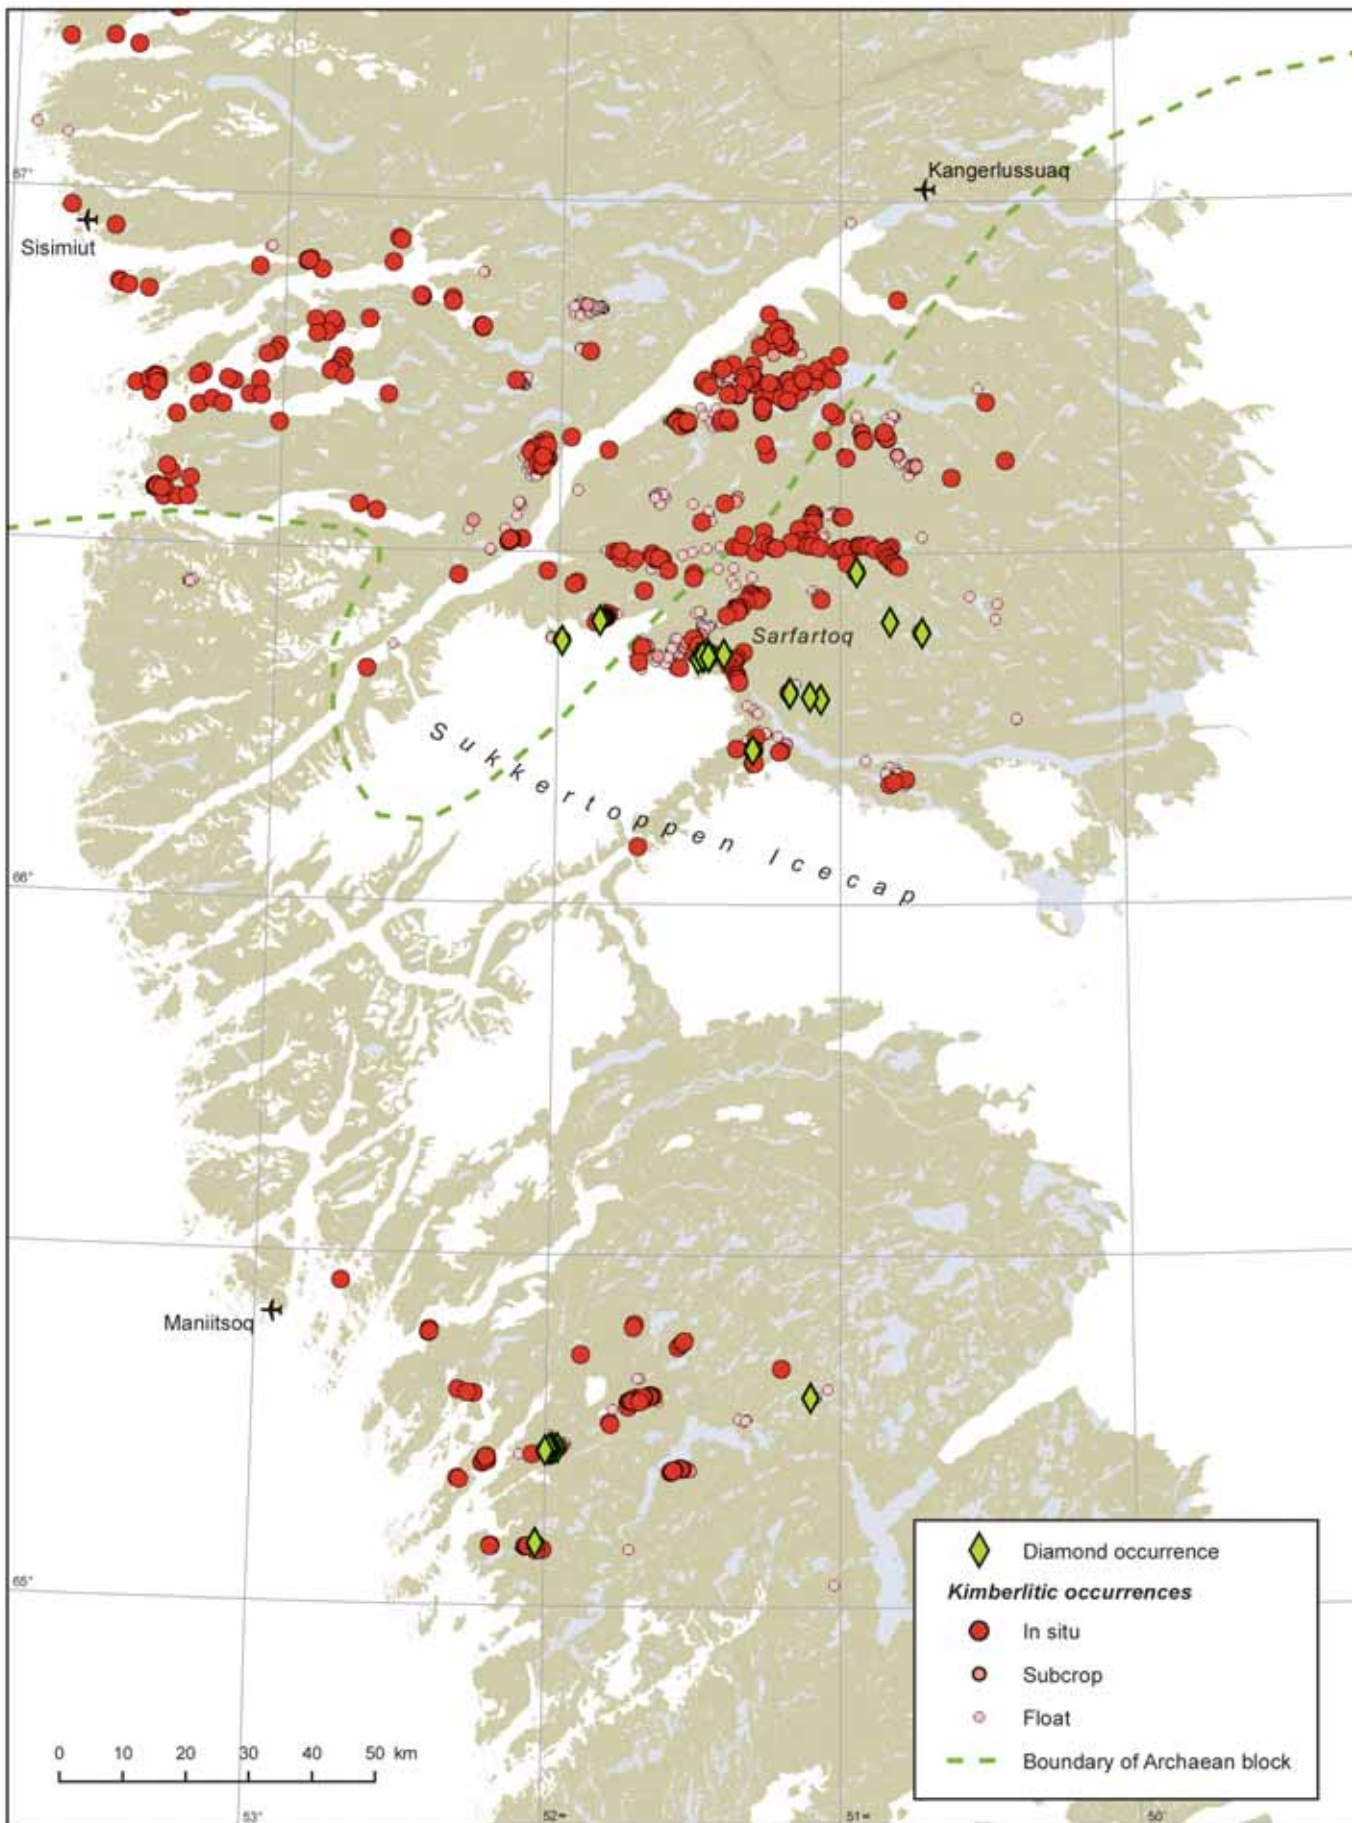 67°
Kangerlussuaq
Sisimiut
Sarfartoq
Sukkertoppen Icecap
66°
Maniitsoq
65°
Diamond occurrence
Kimberlitic occurrences
In situ
Subcrop
Float
Boundary of Archaean block
0 10 20 30 40 50 km
53° 52° 51° 50°